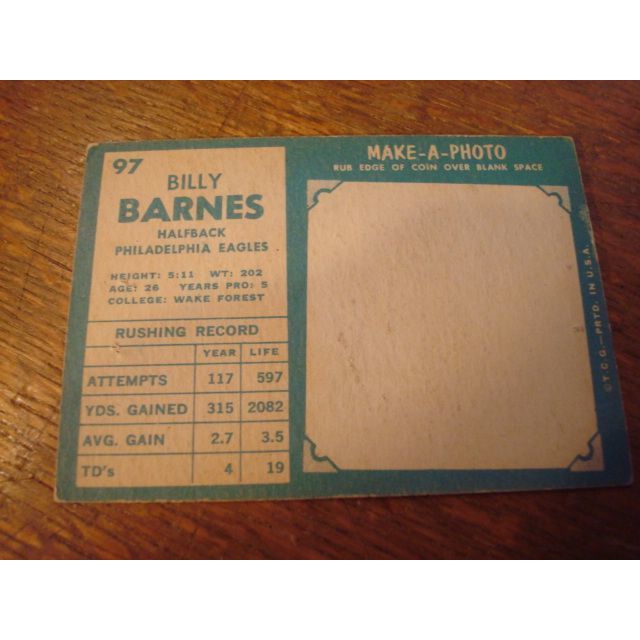 97
BILLY
BARNES
HALFBACK
PHILADELPHIA EAGLES
HEIGHT: 5:11 WT: 202
AGE: 26 YEARS PRO: 5
COLLEGE: WAKE FOREST
RUSHING RECORD
YEAR LIFE
ATTEMPTS 117 597
YDS. GAINED 315 2082
AVG. GAIN 2.7 3.5
TD's 4 19
MAKE-A-PHOTO
RUB EDGE OF COIN OVER BLANK SPACE
©T.C.G.—PRTD. IN U.S.A.